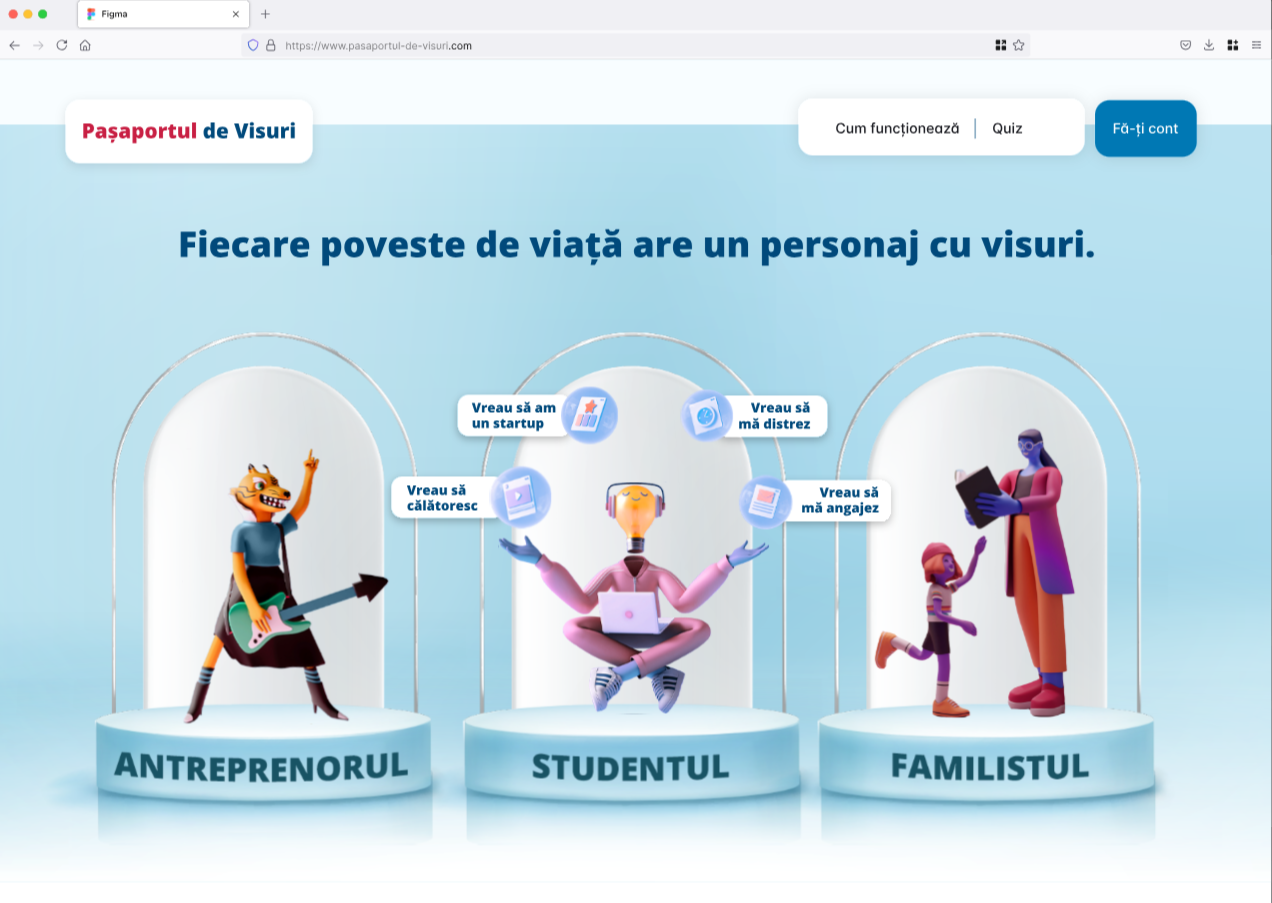 Figma
https://www.pasaportul-de-visuri.com
Pașaportul de Visuri
Cum funcționează
Quiz
Fă-ți cont
Fiecare poveste de viață are un personaj cu visuri.
Vreau să am
un startup
Vreau să
mă distrez
Vreau să
călătoresc
Vreau să
mă angajez
ANTREPRENORUL
STUDENTUL
FAMILISTUL